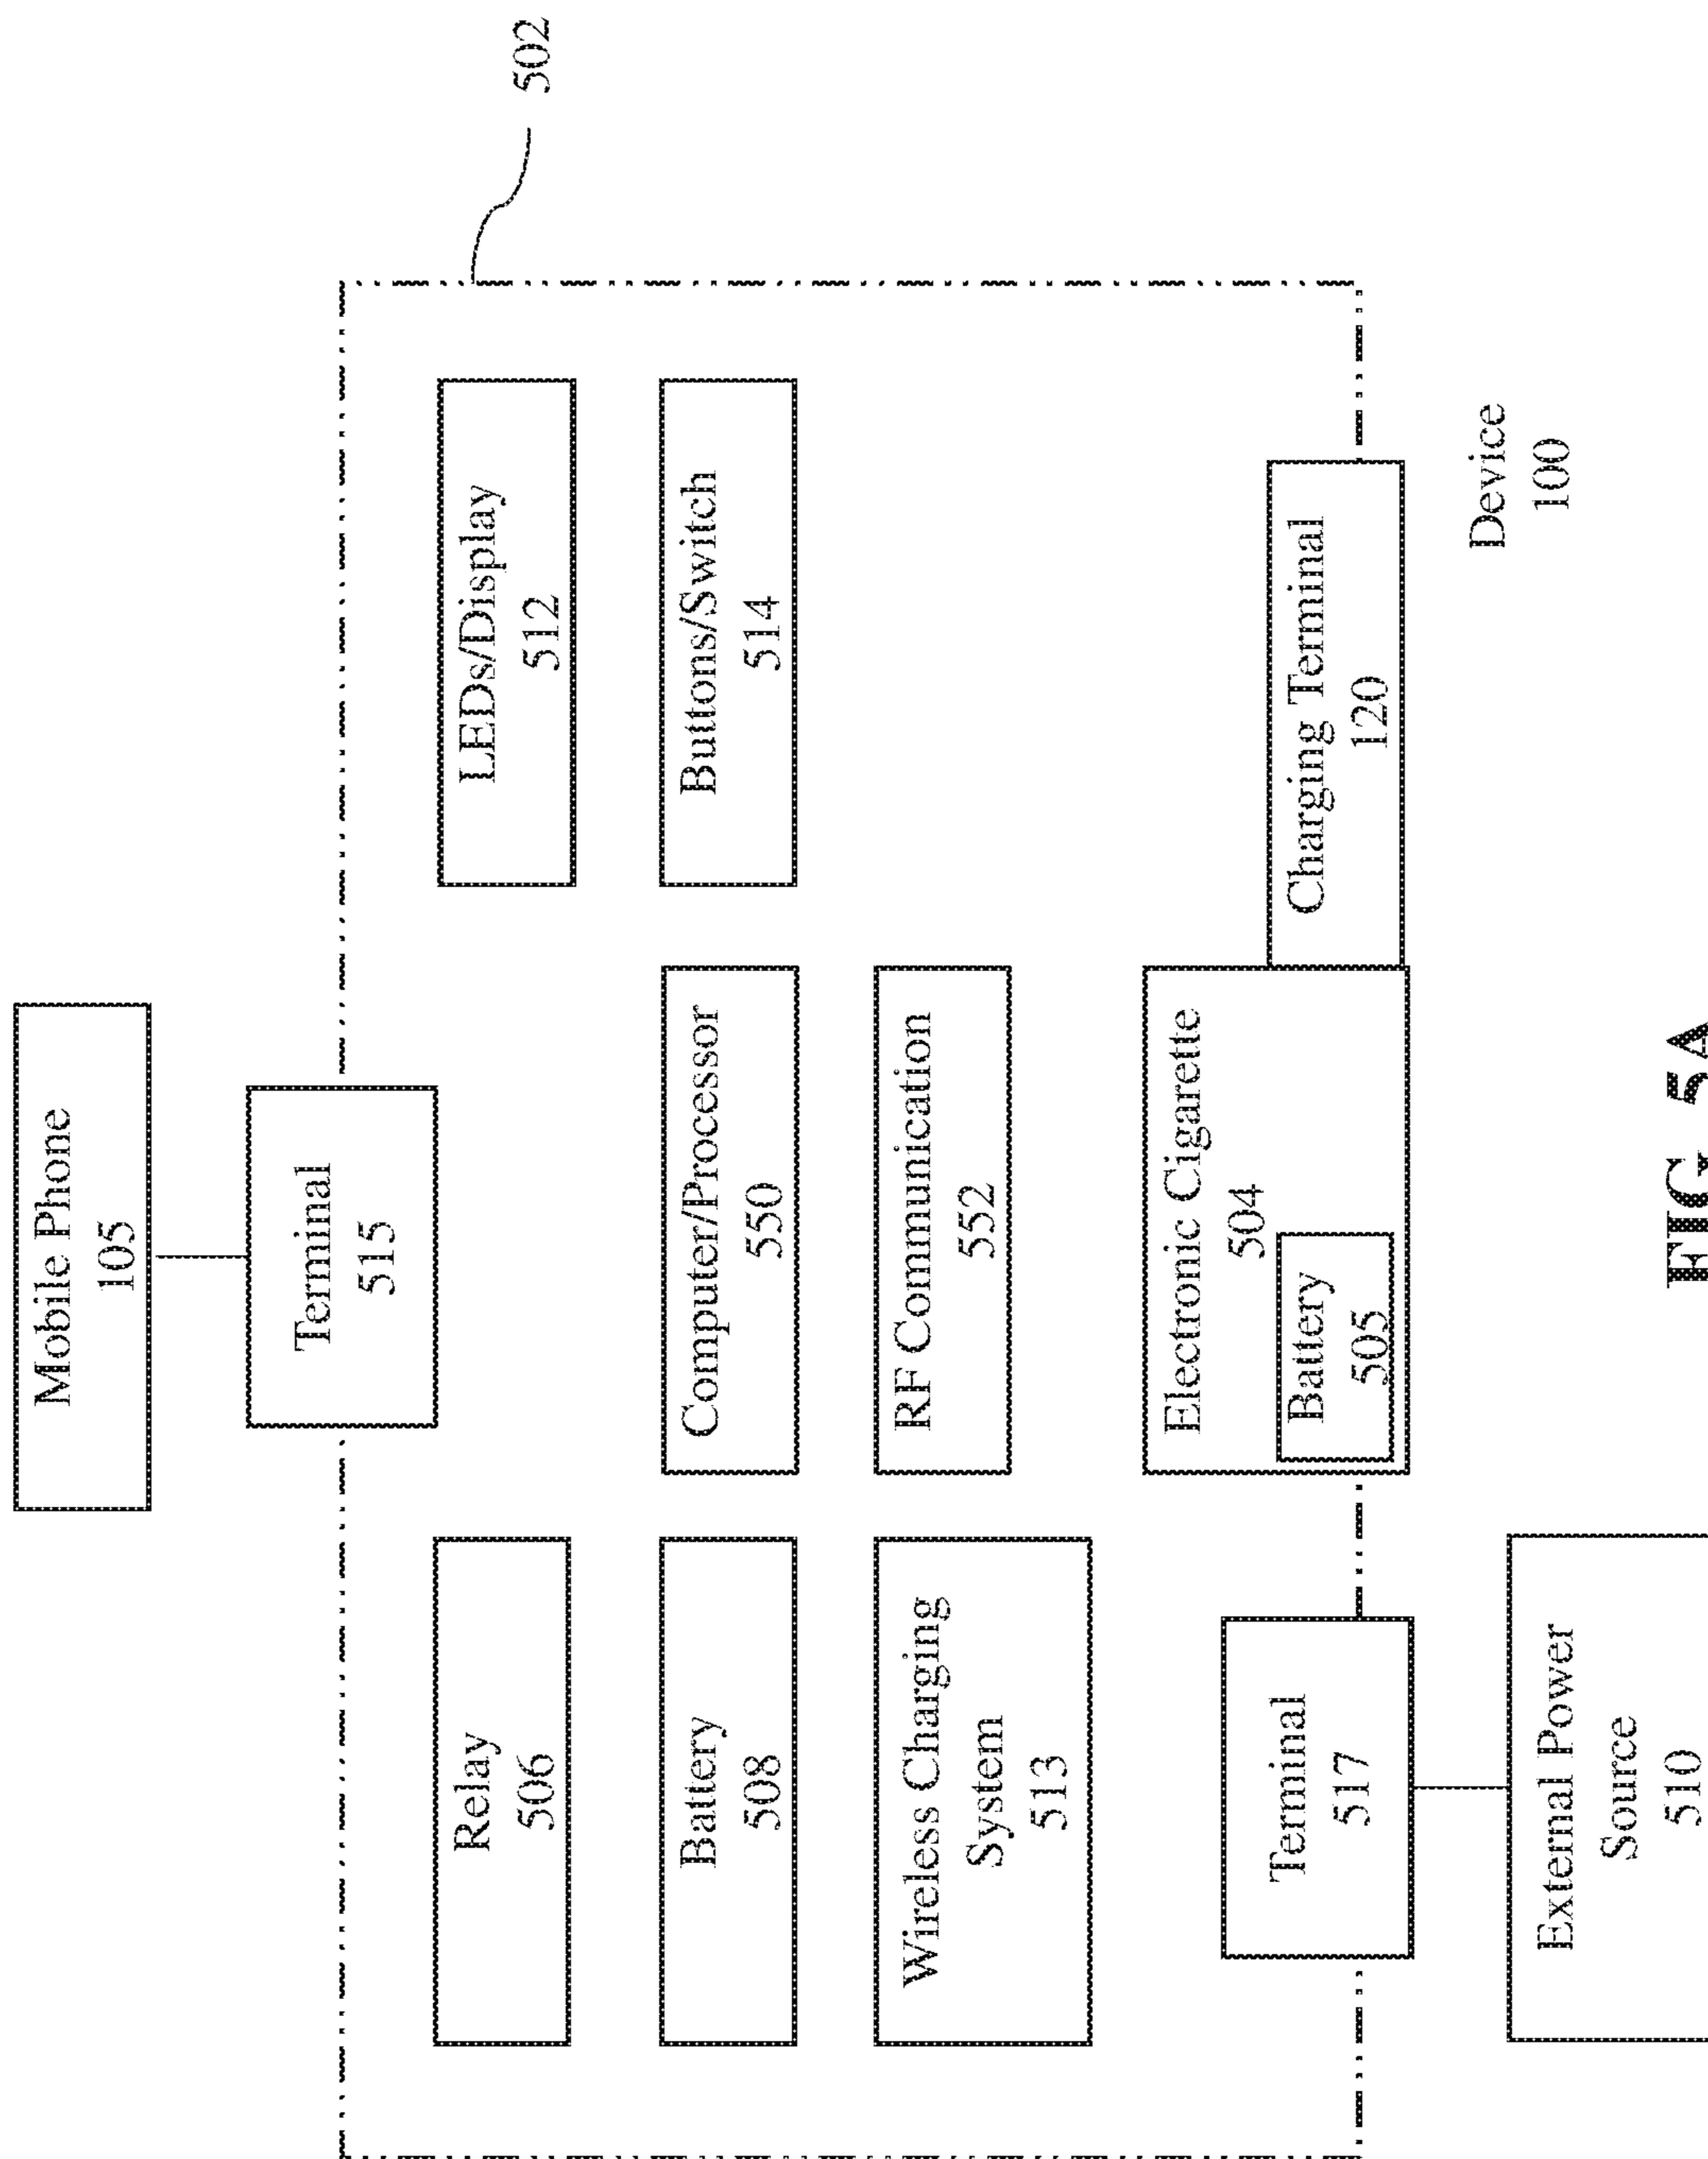 Mobile Phone
105
Terminal
515
502
Relay
506
LEDs/Display
512
Battery
508
Computer/Processor
550
Buttons/Switch
514
Wireless Charging
System
513
RF Communication
552
Electronic Cigarette
504
Battery
505
Charging Terminal
120
Terminal
517
Device
100
External Power
Source
510
FIG. 5A